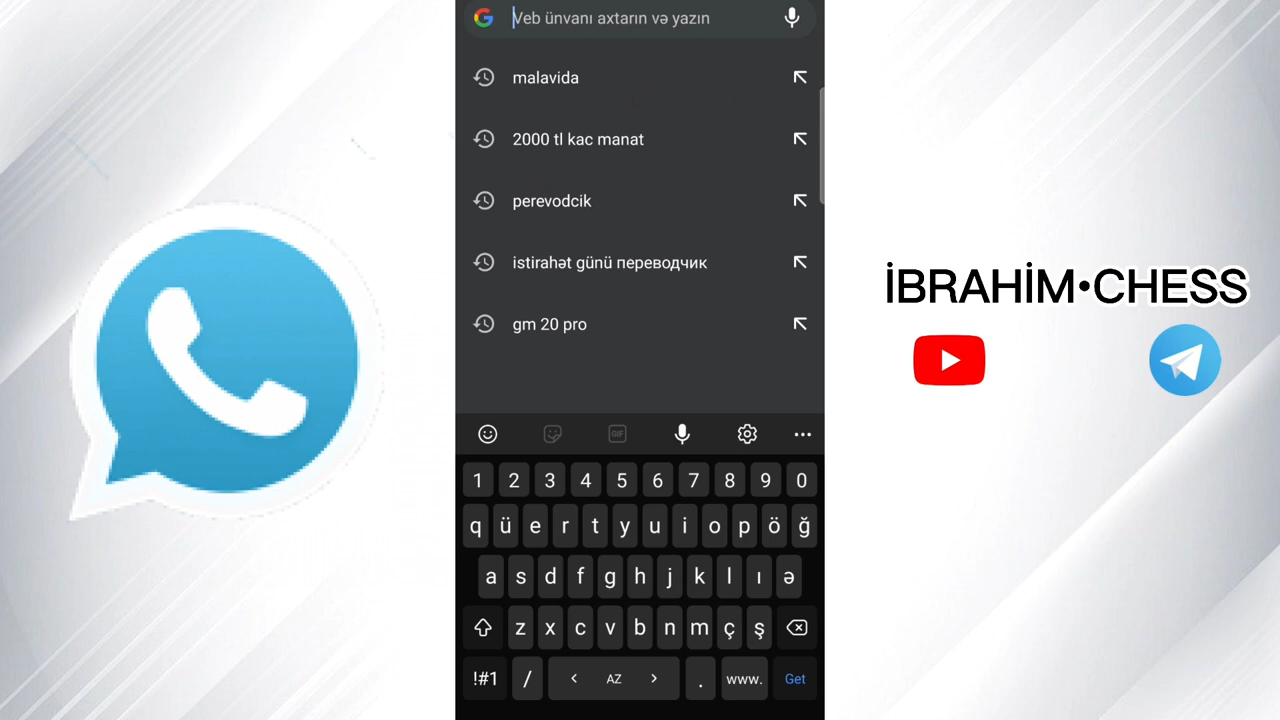 Veb ünvanı axtarın və yazın
malavida
2000 tl kac manat
perevodcik
istirahət günü переводчик
gm 20 pro
GIF
1 2 3 4 5 6 7 8 9 0
q ü e r t y u i o p ö ğ
a s d f g h j k l ı ə
z x c v b n m ç ş
!#1 / < AZ > . www. Get
İBRAHİM•CHESS